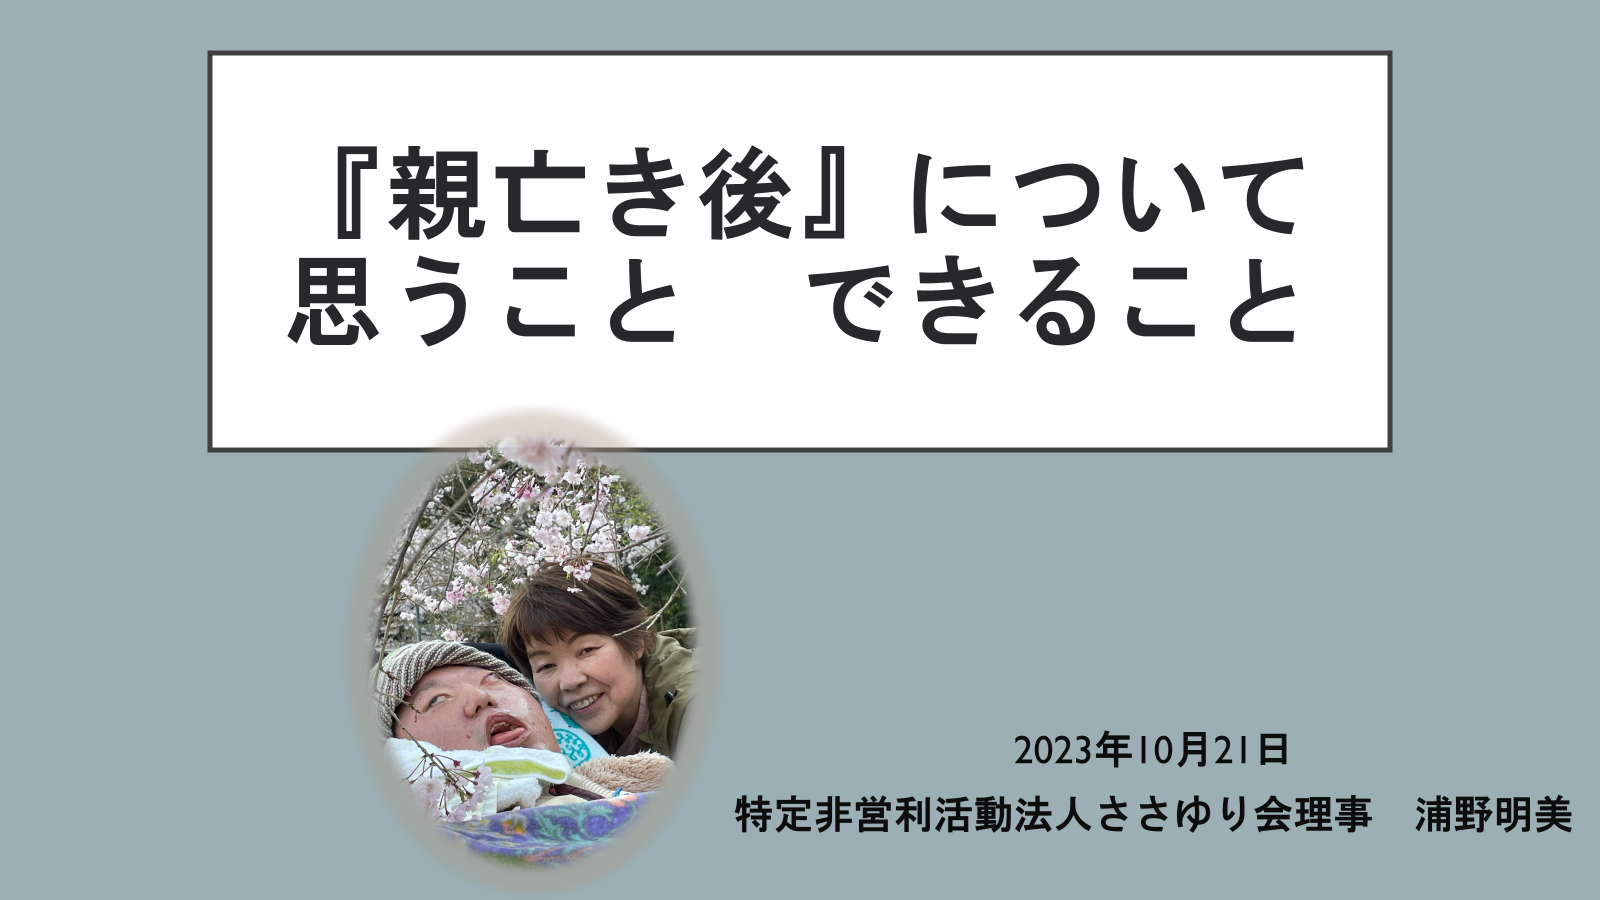 『親亡き後』について
思うこと　できること
2023年10月21日
特定非営利活動法人ささゆり会理事　浦野明美